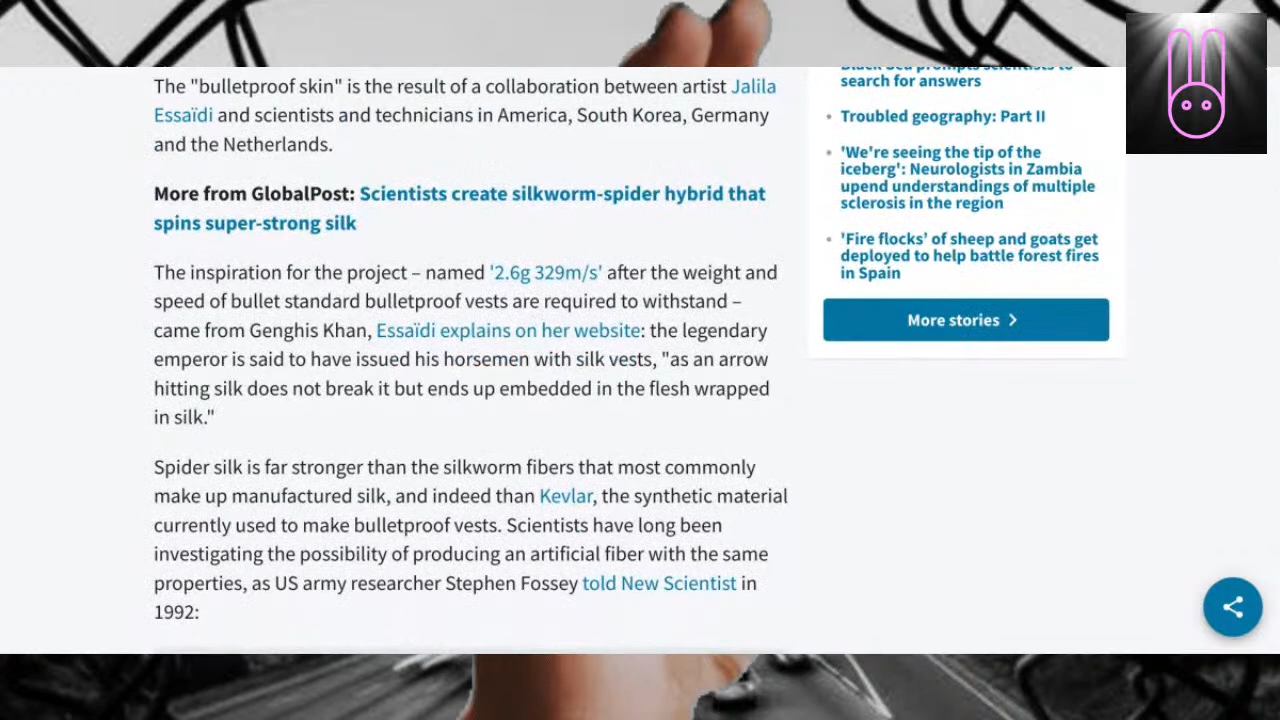 The "bulletproof skin" is the result of a collaboration between artist Jalila
Essaïdi and scientists and technicians in America, South Korea, Germany
and the Netherlands.
More from GlobalPost: Scientists create silkworm-spider hybrid that
spins super-strong silk
The inspiration for the project – named '2.6g 329m/s' after the weight and
speed of bullet standard bulletproof vests are required to withstand –
came from Genghis Khan, Essaïdi explains on her website: the legendary
emperor is said to have issued his horsemen with silk vests, "as an arrow
hitting silk does not break it but ends up embedded in the flesh wrapped
in silk."
Spider silk is far stronger than the silkworm fibers that most commonly
make up manufactured silk, and indeed than Kevlar, the synthetic material
currently used to make bulletproof vests. Scientists have long been
investigating the possibility of producing an artificial fiber with the same
properties, as US army researcher Stephen Fossey told New Scientist in
1992:
Black Sea prompts scientists to
search for answers
Troubled geography: Part II
'We're seeing the tip of the
iceberg': Neurologists in Zambia
upend understandings of multiple
sclerosis in the region
'Fire flocks' of sheep and goats get
deployed to help battle forest fires
in Spain
More stories